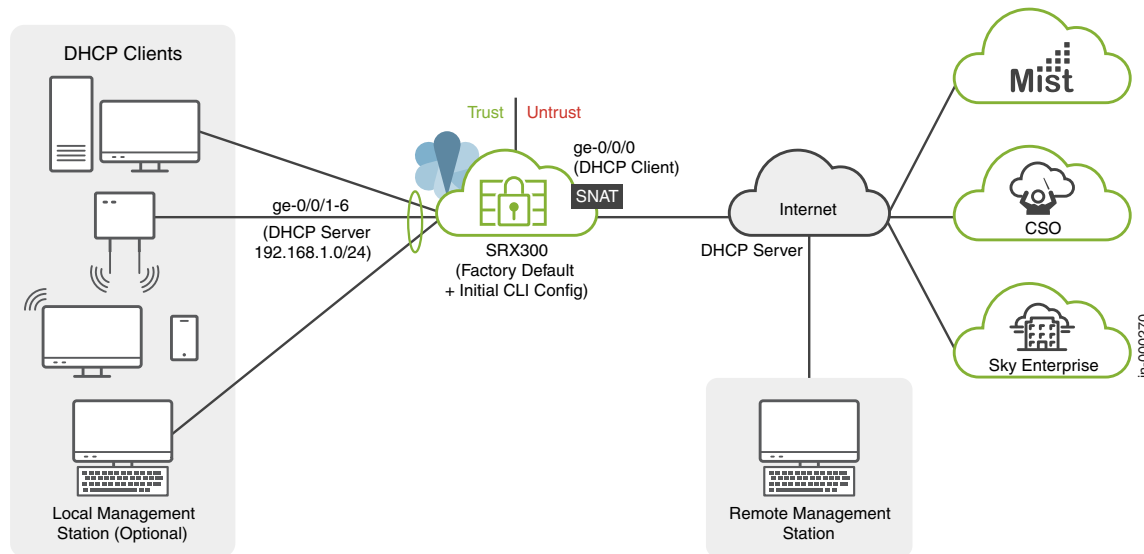 DHCP Clients
Trust
Untrust
ge-0/0/0
(DHCP Client)
SNAT
ge-0/0/1-6
(DHCP Server
192.168.1.0/24)
SRX300
(Factory Default
+ Initial CLI Config)
Internet
DHCP Server
Mist
CSO
Sky Enterprise
jn-000270
Local Management
Station (Optional)
Remote Management
Station